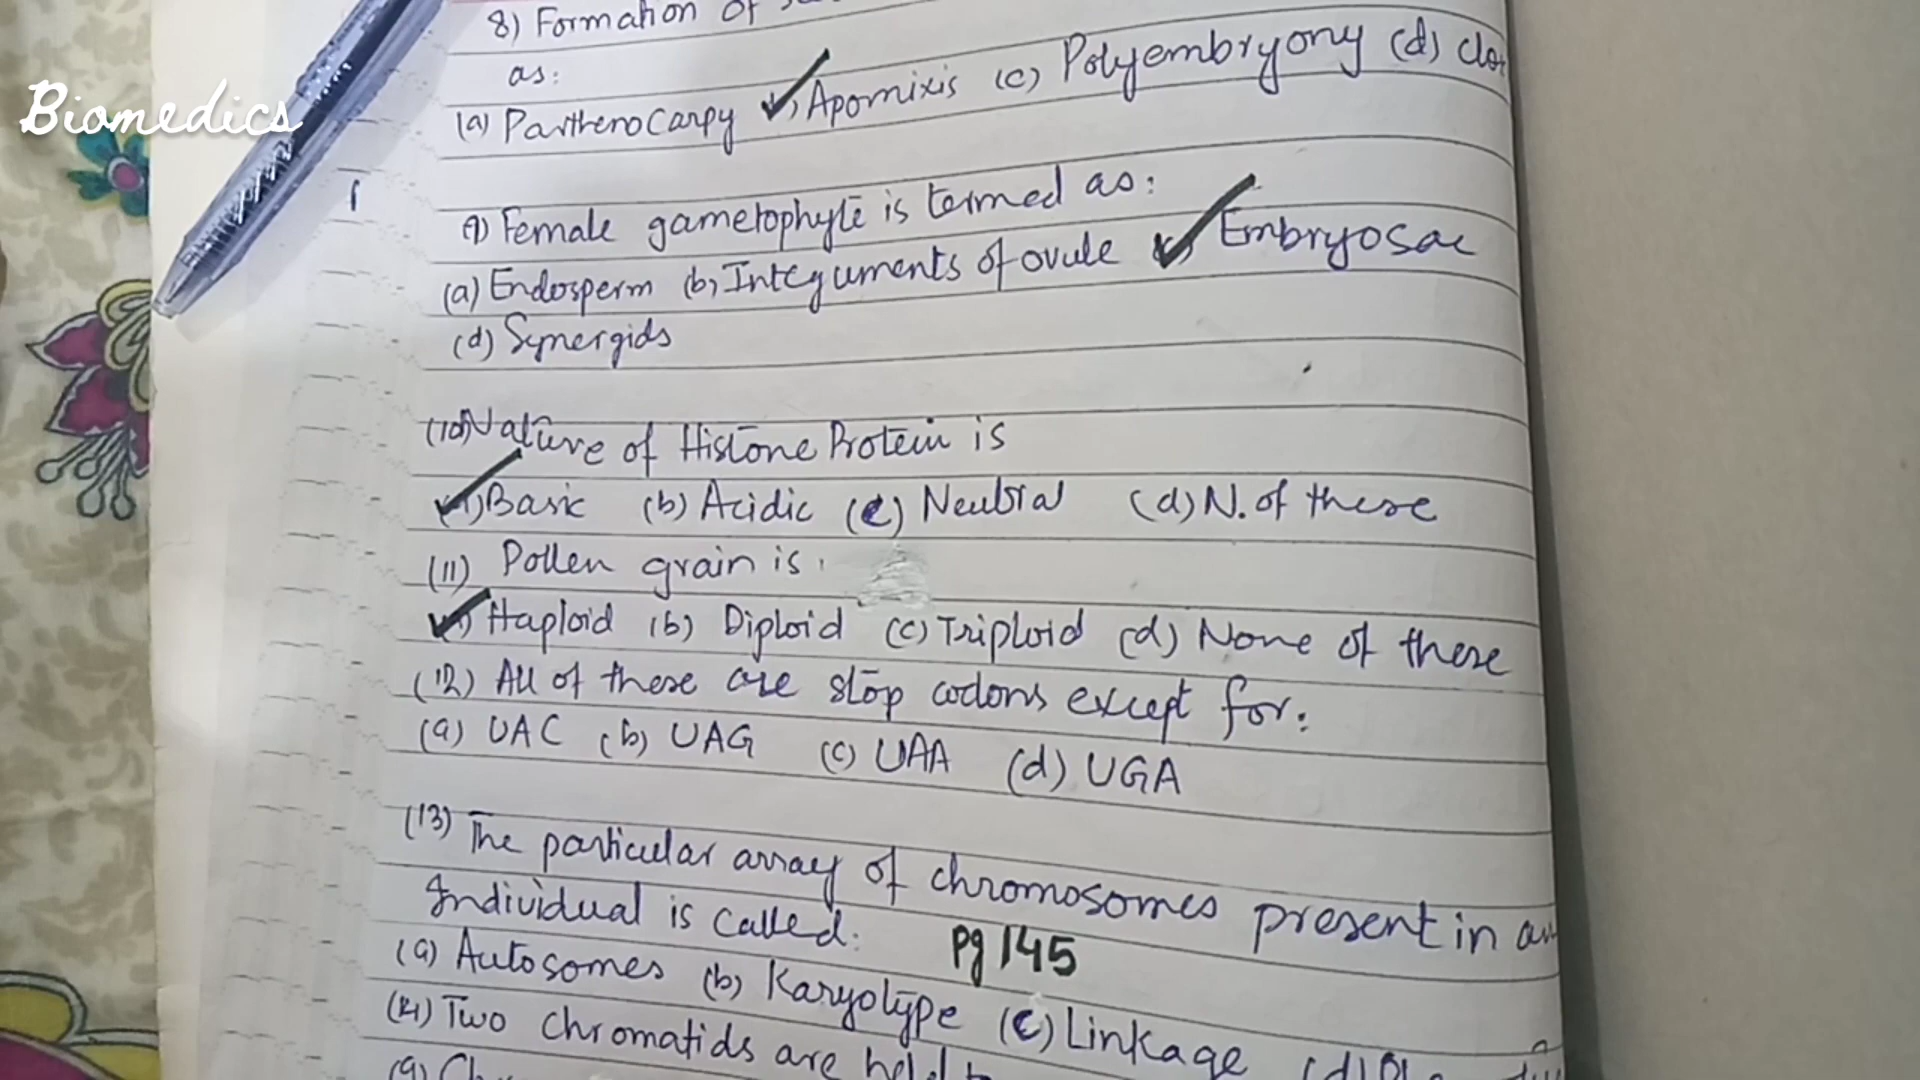 Biomedics
8) Formation of
as:
(a) Parthenocarpy (b) Apomixis (c) Polyembryony (d) clo
9) Female gametophyte is termed as:
(a) Endosperm (b) Integuments of ovule (c) Embryosac
(d) Synergids
(10) Nature of Histone Protein is
(a) Basic (b) Acidic (c) Neutral (d) N. of these
(11) Pollen grain is:
(a) Haploid (b) Diploid (c) Triploid (d) None of these
(12) All of these are stop codons except for:
(a) UAC (b) UAG (c) UAA (d) UGA
(13) The particular array of chromosomes present in an
Individual is called: Pg 145
(a) Autosomes (b) Karyotype (c) Linkage (d)
(14) Two chromatids are held
(a)